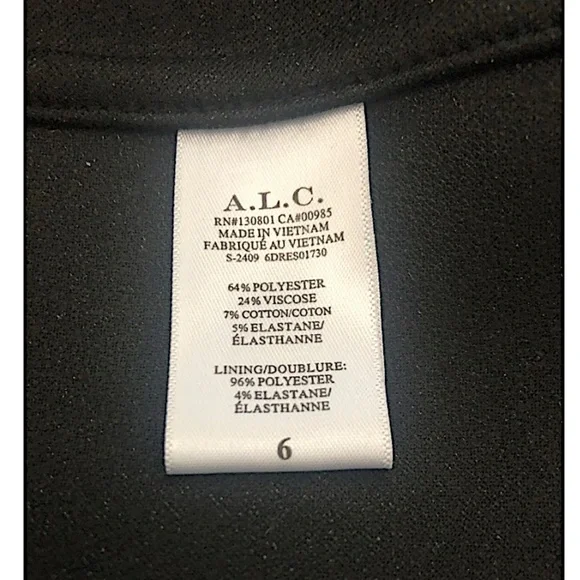 A.L.C.
RN#130801 CA#00985
MADE IN VIETNAM
FABRIQUÉ AU VIETNAM
S-2409 6DRES01730
64% POLYESTER
24% VISCOSE
7% COTTON/COTON
5% ELASTANE/
ÉLASTHANNE
LINING/DOUBLURE:
96% POLYESTER
4% ELASTANE/
ÉLASTHANNE
6